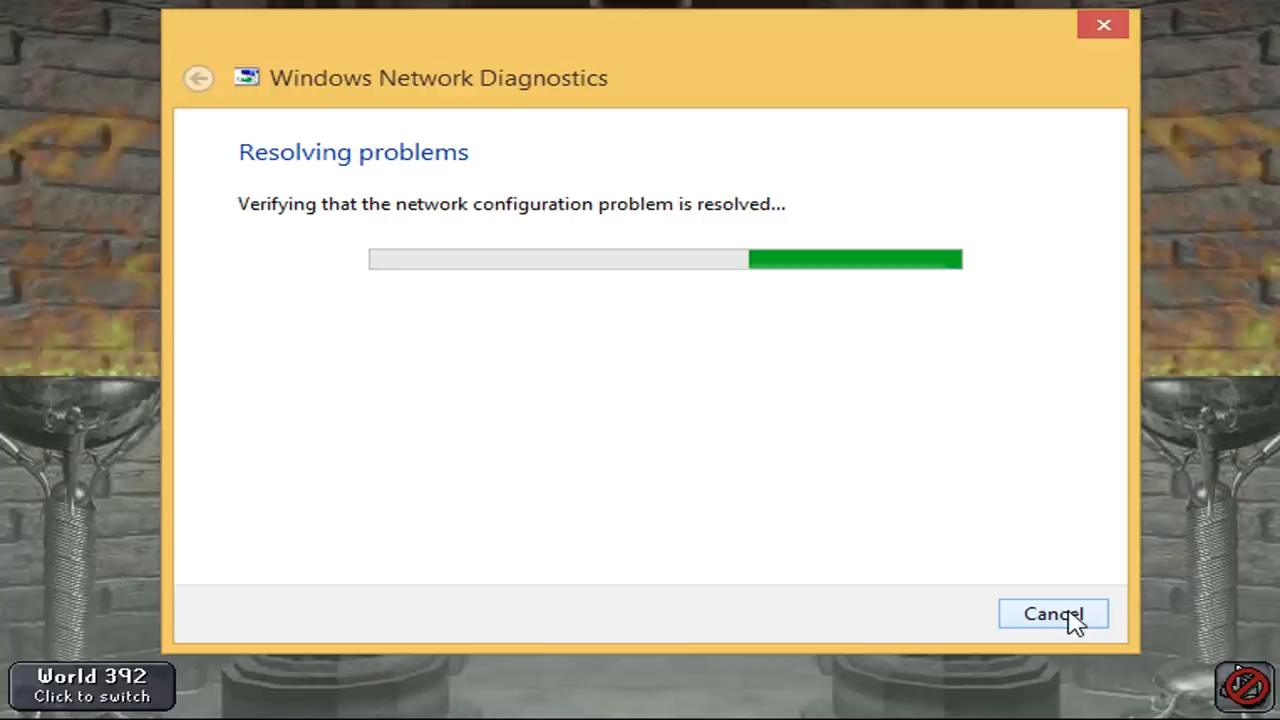 Windows Network Diagnostics
Resolving problems
Verifying that the network configuration problem is resolved...
Cancel
World 392
Click to switch